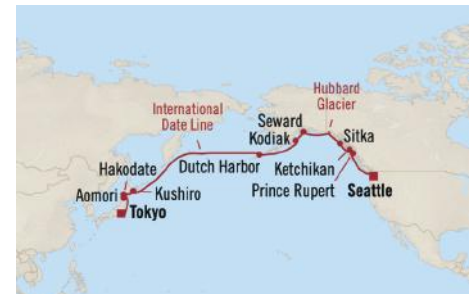 Hubbard
Glacier
International
Date Line
Seward
Kodiak
Sitka
Hakodate
Dutch Harbor
Ketchikan
Aomori
Kushiro
Prince Rupert
Seattle
Tokyo